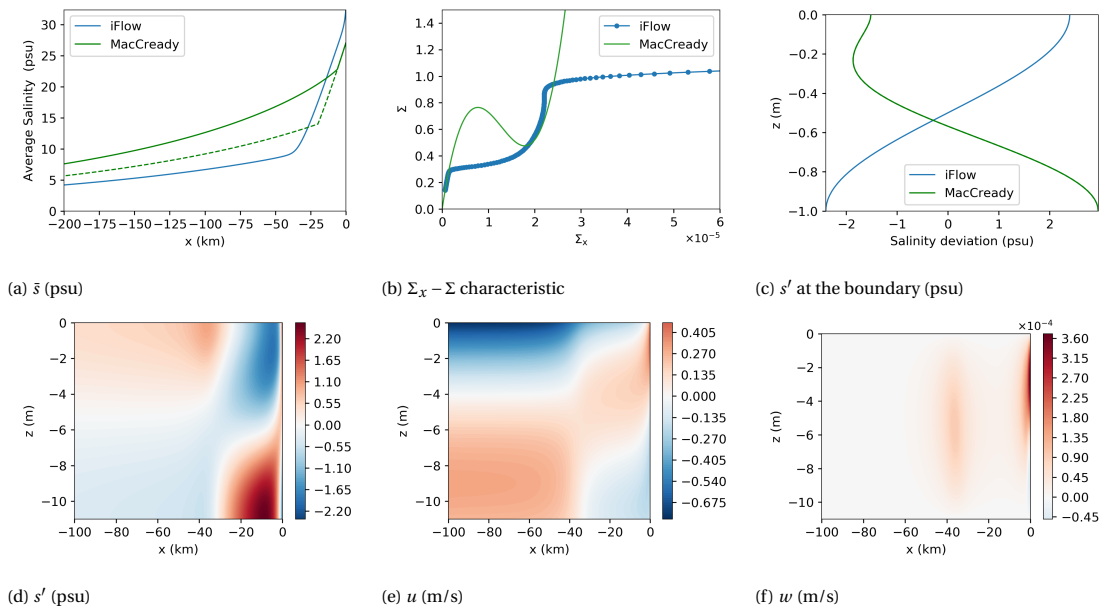 Average Salinity (psu)
30
25
20
15
10
5
0
iFlow
MacCready
−200 −175 −150 −125 −100 −75 −50 −25 0
x (km)
(a) s̄ (psu)
Σ
1.4
1.2
1.0
0.8
0.6
0.4
0.2
0.0
iFlow
MacCready
0 1 2 3 4 5 6
Σx ×10−5
(b) Σx − Σ characteristic
z (m)
0.0
−0.2
−0.4
−0.6
−0.8
−1.0
iFlow
MacCready
−2 −1 0 1 2
Salinity deviation (psu)
(c) s′ at the boundary (psu)
z (m)
0
−2
−4
−6
−8
−10
−100 −80 −60 −40 −20 0
x (km)
2.20
1.65
1.10
0.55
0.00
−0.55
−1.10
−1.65
−2.20
(d) s′ (psu)
z (m)
0
−2
−4
−6
−8
−10
−100 −80 −60 −40 −20 0
x (km)
0.405
0.270
0.135
0.000
−0.135
−0.270
−0.405
−0.540
−0.675
(e) u (m/s)
z (m)
0
−2
−4
−6
−8
−10
−100 −80 −60 −40 −20 0
x (km)
×10−4
3.60
3.15
2.70
2.25
1.80
1.35
0.90
0.45
0.00
−0.45
(f) w (m/s)